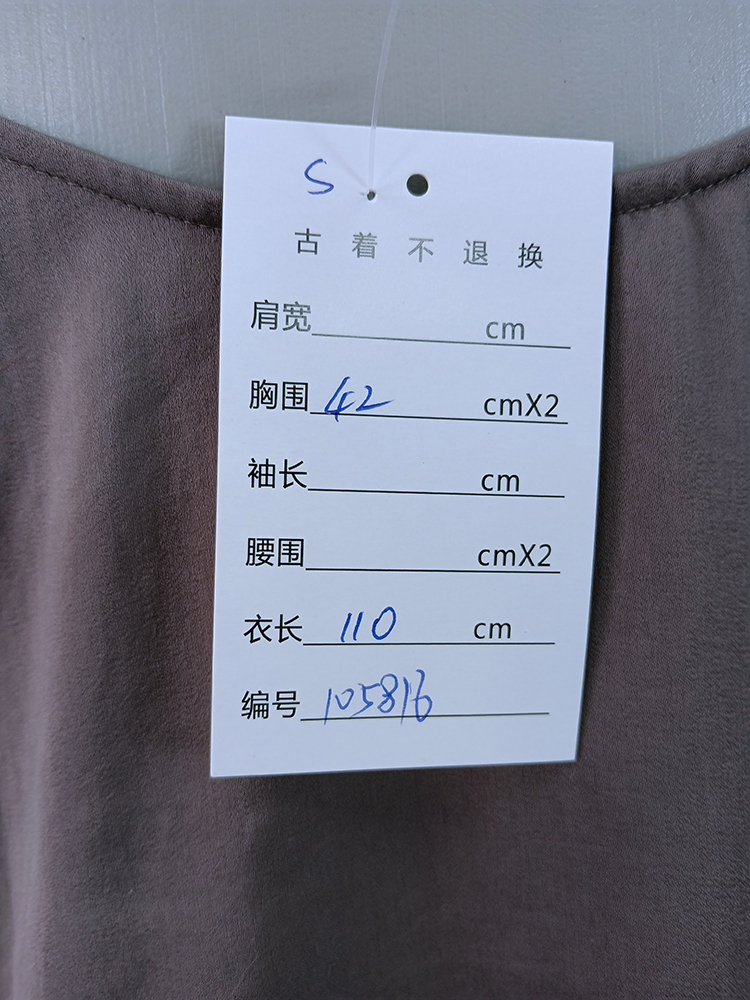 S
古着不退换
肩宽 cm
胸围 42 cmX2
袖长 cm
腰围 cmX2
衣长 110 cm
编号 105816